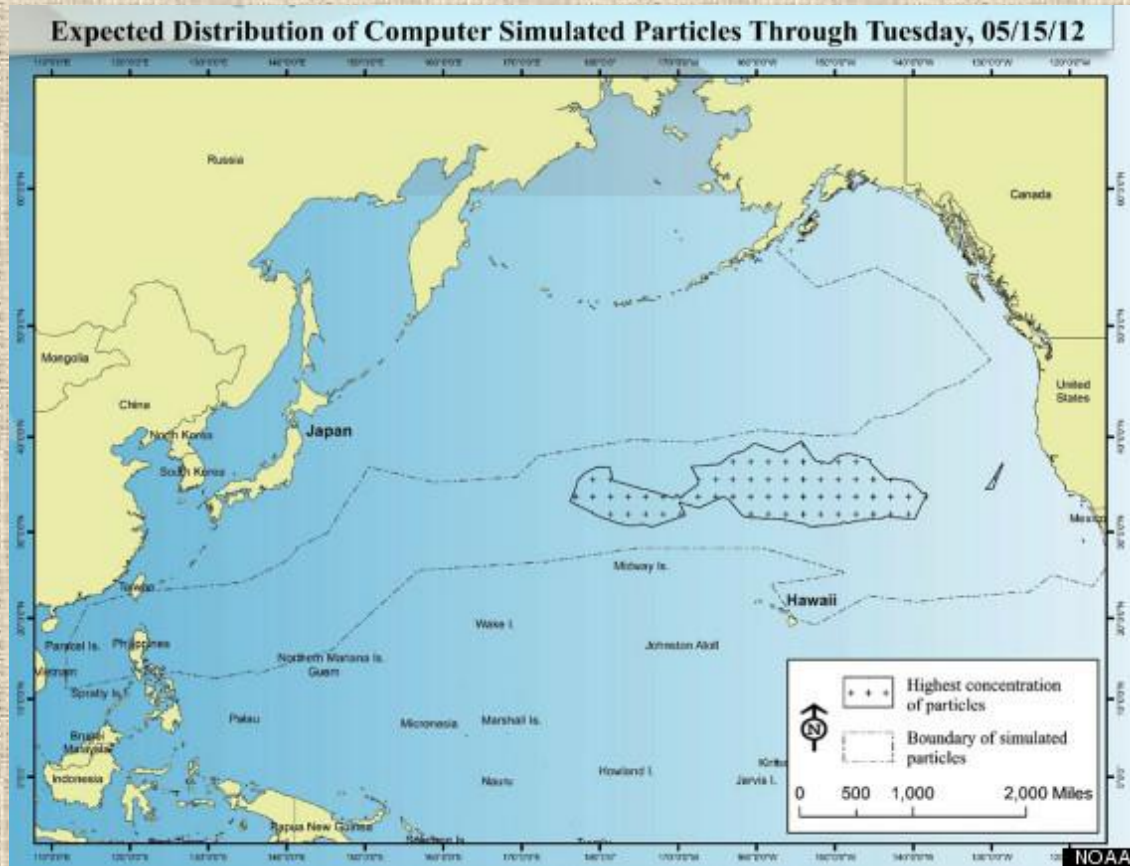 Expected Distribution of Computer Simulated Particles Through Tuesday, 05/15/12
Russia
Canada
Mongolia
China
North Korea
South Korea
Japan
United
States
Mexico
Taiwan
Midway Is.
Hawaii
Wake I.
Johnston Atoll
Paracel Is.
Philippines
Vietnam
Northern Mariana Is.
Guam
Spratly Is.
Palau
Micronesia
Marshall Is.
Brunei
Malaysia
Indonesia
Nauru
Howland I.
Jarvis I.
Papua New Guinea
Highest concentration
of particles
N
Boundary of simulated
particles
0 500 1,000 2,000 Miles
NOAA